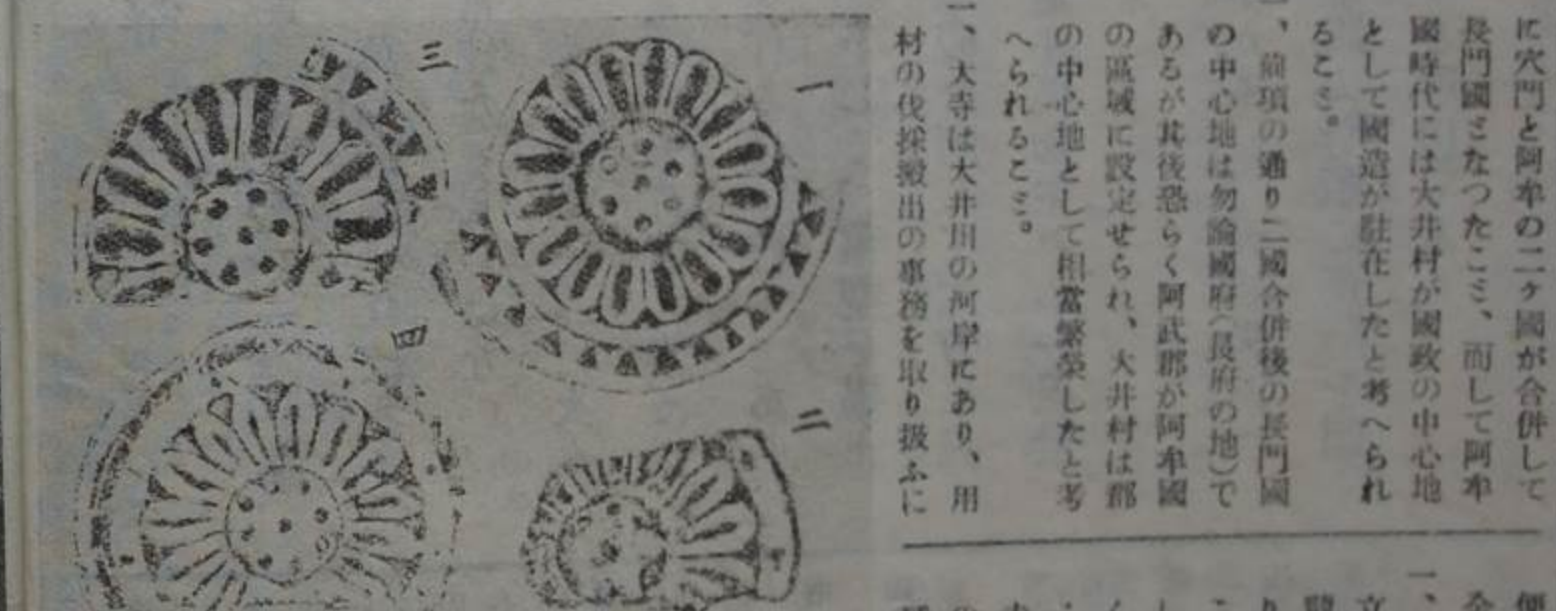 に穴門と阿牟の二ヶ國が合併して
長門國ミなつたこミ、而して阿牟
國時代には大井村が國政の中心地
として國造が駐在したと考へられ
るこミ。
一、前項の通り二國合併後の長門國
の中心地は勿論國府(長府の地)で
あるが其後恐らく阿武郡が阿牟國
の區域に設定せられ、大井村は郡
の中心地として相當繁榮したと考
へられるこミ。
一、大寺は大井川の河岸にあり、用
材の伐採搬出の事務を取り扱ふに
一
二
三
四